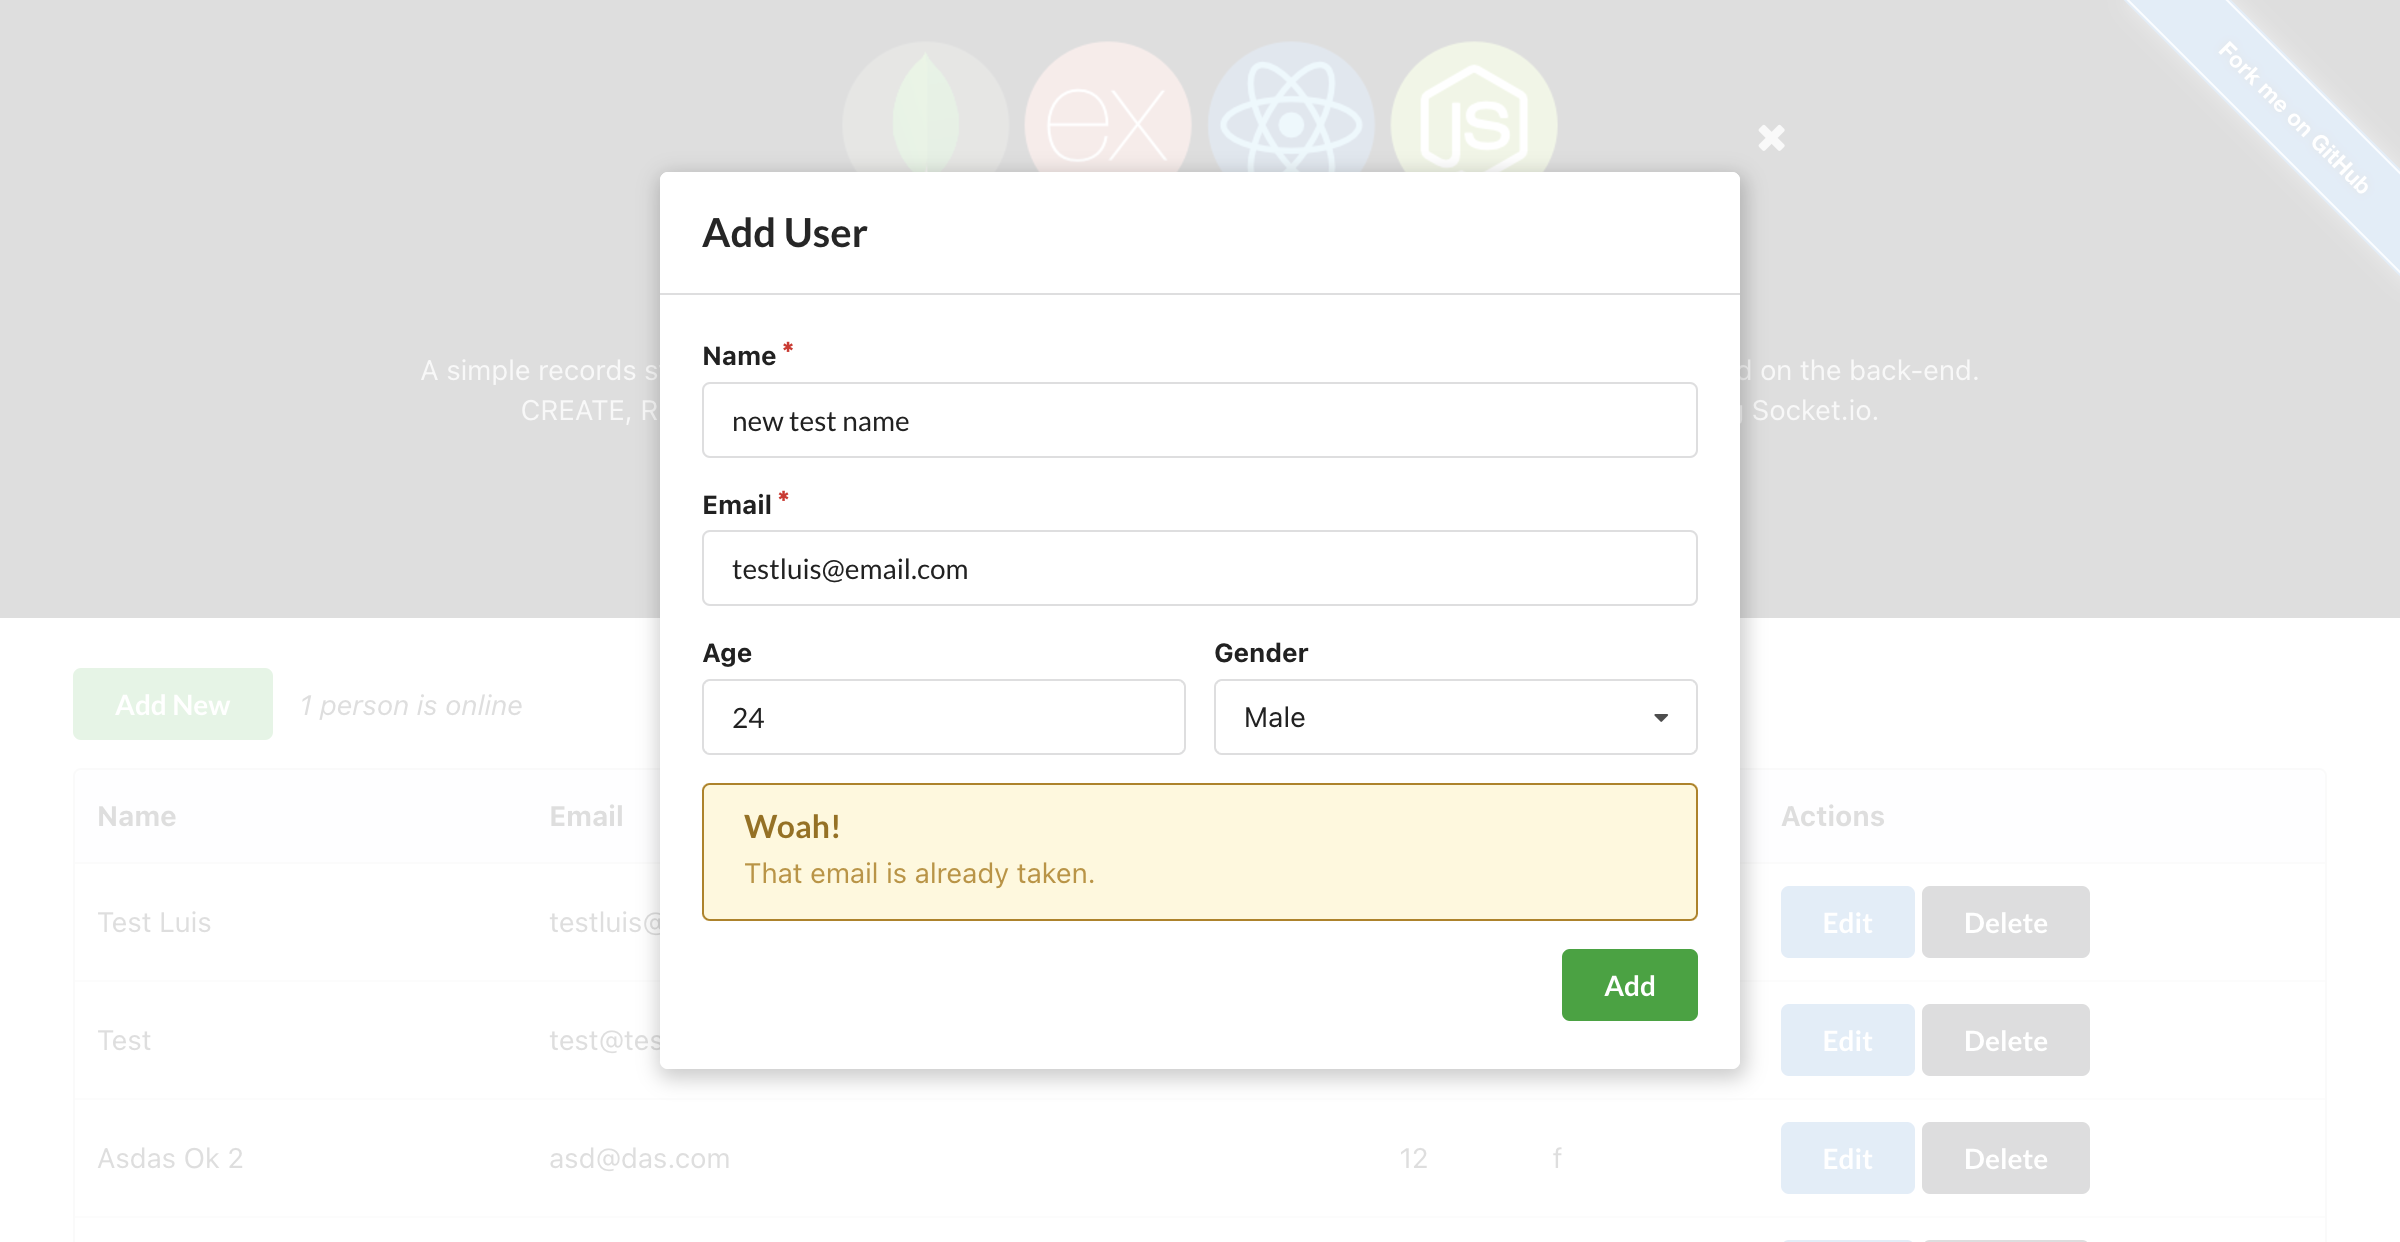 ex
JS
Fork me on GitHub
Add User
A simple records
d on the back-end.
CREATE, R
Socket.io.
Name *
new test name
Email *
testluis@email.com
Age
Gender
24
Male
Woah!
That email is already taken.
Add
Add New
1 person is online
Name
Email
Actions
Test Luis
testluis@
Edit
Delete
Test
test@tes
Edit
Delete
Asdas Ok 2
asd@das.com
12
f
Edit
Delete